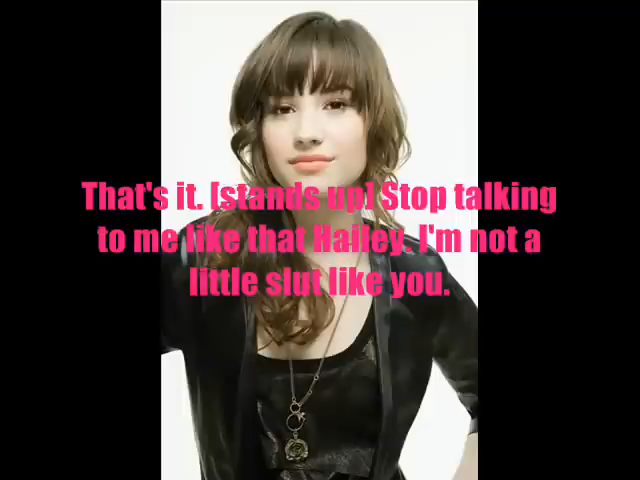 That's it. [stands up] Stop talking
to me like that Hailey. I'm not a
little slut like you.